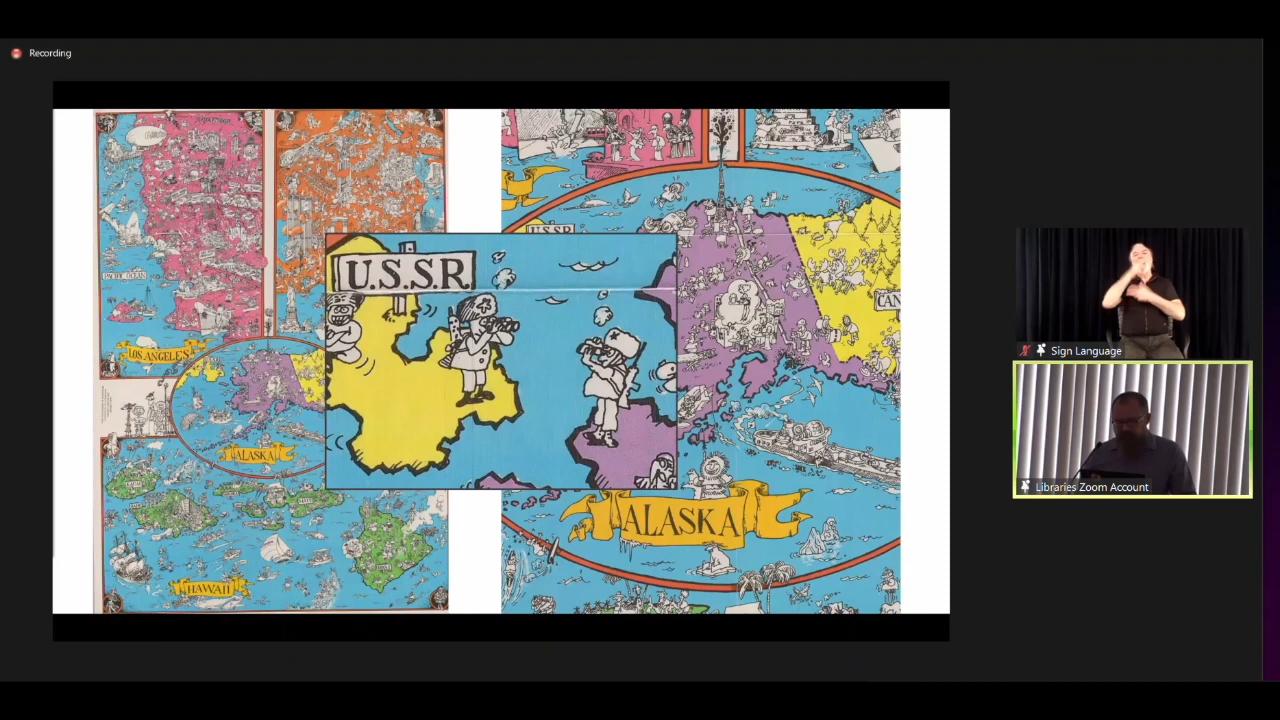 Recording
PACIFIC OCEAN
LOS ANGELES
ALASKA
HAWAII
U.S.S.R.
U.S.S.R.
CAN
ALASKA
Sign Language
Libraries Zoom Account